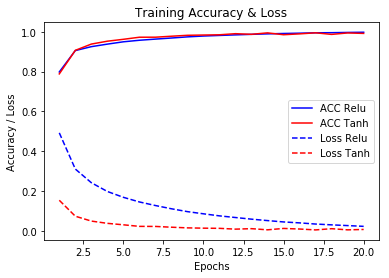 Training Accuracy & Loss
Accuracy / Loss
1.0
0.8
0.6
0.4
0.2
0.0
ACC Relu
ACC Tanh
Loss Relu
Loss Tanh
2.5 5.0 7.5 10.0 12.5 15.0 17.5 20.0
Epochs